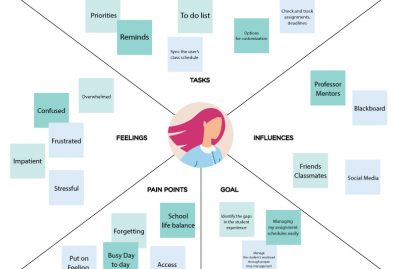 Priorities
To do list
Check and track
assignments,
deadlines
Reminds
Options
for customization
Sync the user's
class schedule
TASKS
Professor
Mentors
Overwhelmed
Blackboard
Confused
FEELINGS
INFLUENCES
Frustrated
Impatient
Friends
Classmates
Social Media
Stressful
PAIN POINTS
GOAL
School
life balance
Identify the gaps in
the student
experience
Managing
my assignment
schedules easily
Forgetting
Put on
Feeling
Busy Day
to day
Access
Manage
the students workload
through proper
time management